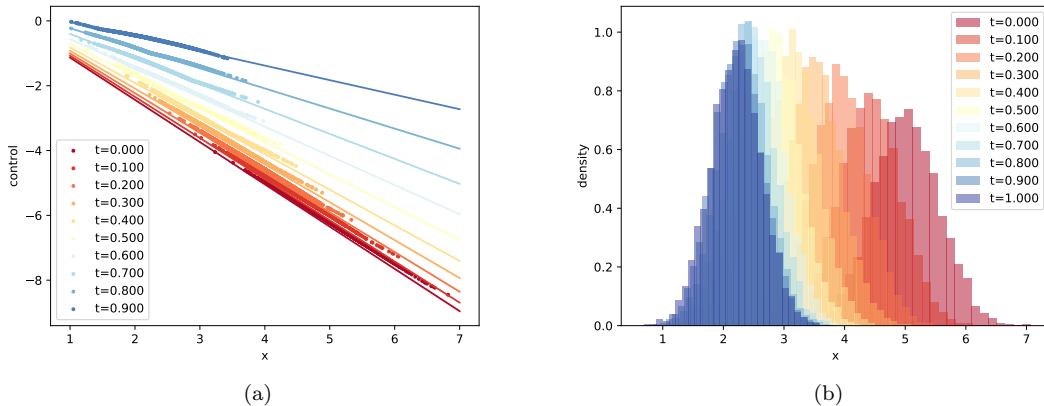 0
−2
−4
−6
−8
control
1
2
3
4
5
6
7
x
t=0.000
t=0.100
t=0.200
t=0.300
t=0.400
t=0.500
t=0.600
t=0.700
t=0.800
t=0.900
(a)
1.0
0.8
0.6
0.4
0.2
0.0
density
1
2
3
4
5
6
7
x
t=0.000
t=0.100
t=0.200
t=0.300
t=0.400
t=0.500
t=0.600
t=0.700
t=0.800
t=0.900
t=1.000
(b)